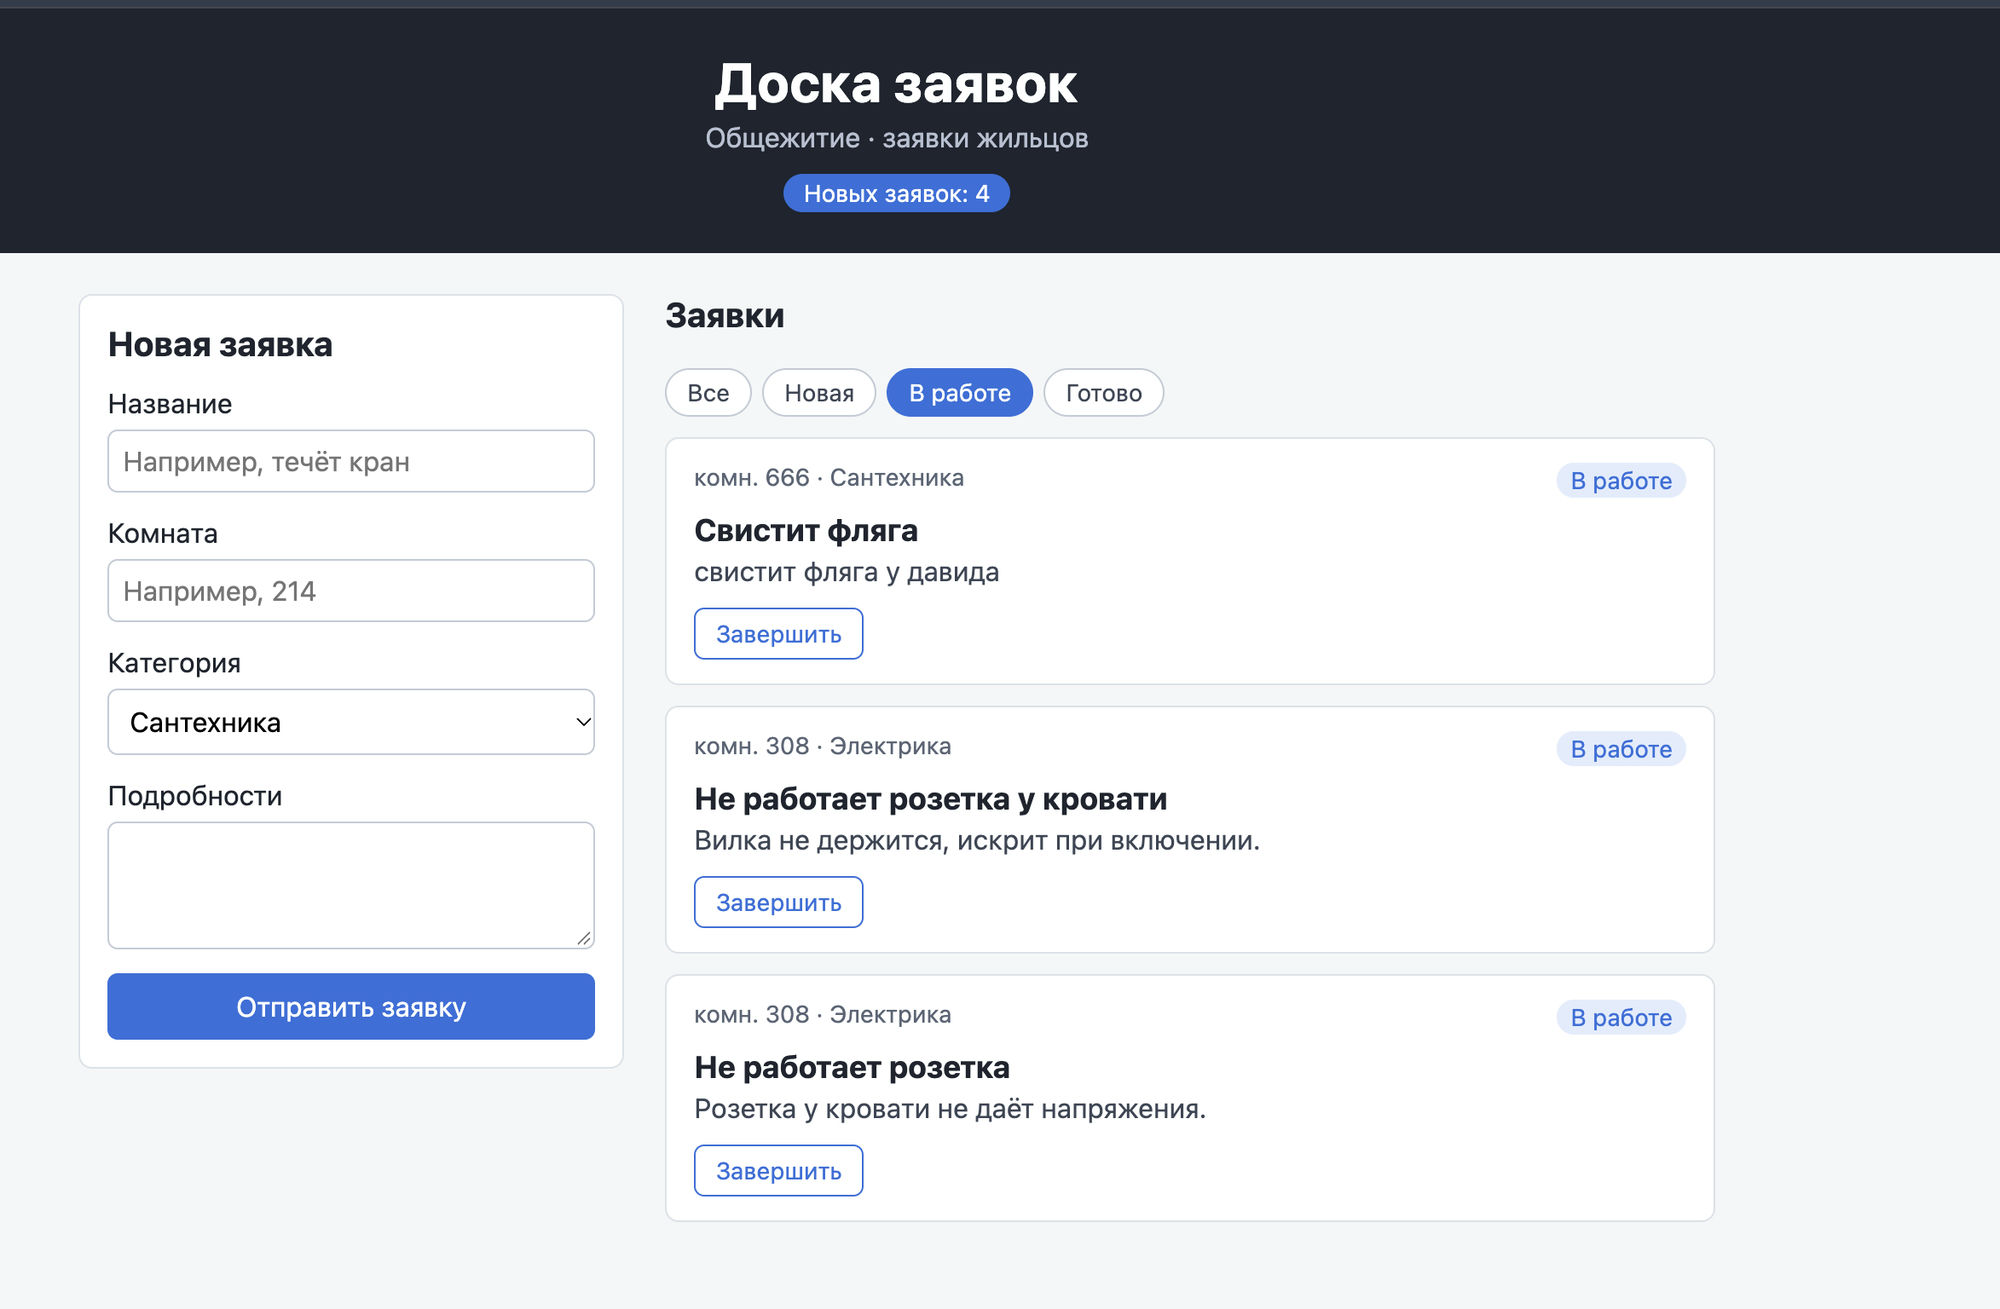 Доска заявок
Общежитие · заявки жильцов
Новых заявок: 4
Новая заявка
Название
Например, течёт кран
Комната
Например, 214
Категория
Сантехника
Подробности
Отправить заявку
Заявки
Все
Новая
В работе
Готово
комн. 666 · Сантехника
В работе
Свистит фляга
свистит фляга у давида
Завершить
комн. 308 · Электрика
В работе
Не работает розетка у кровати
Вилка не держится, искрит при включении.
Завершить
комн. 308 · Электрика
В работе
Не работает розетка
Розетка у кровати не даёт напряжения.
Завершить